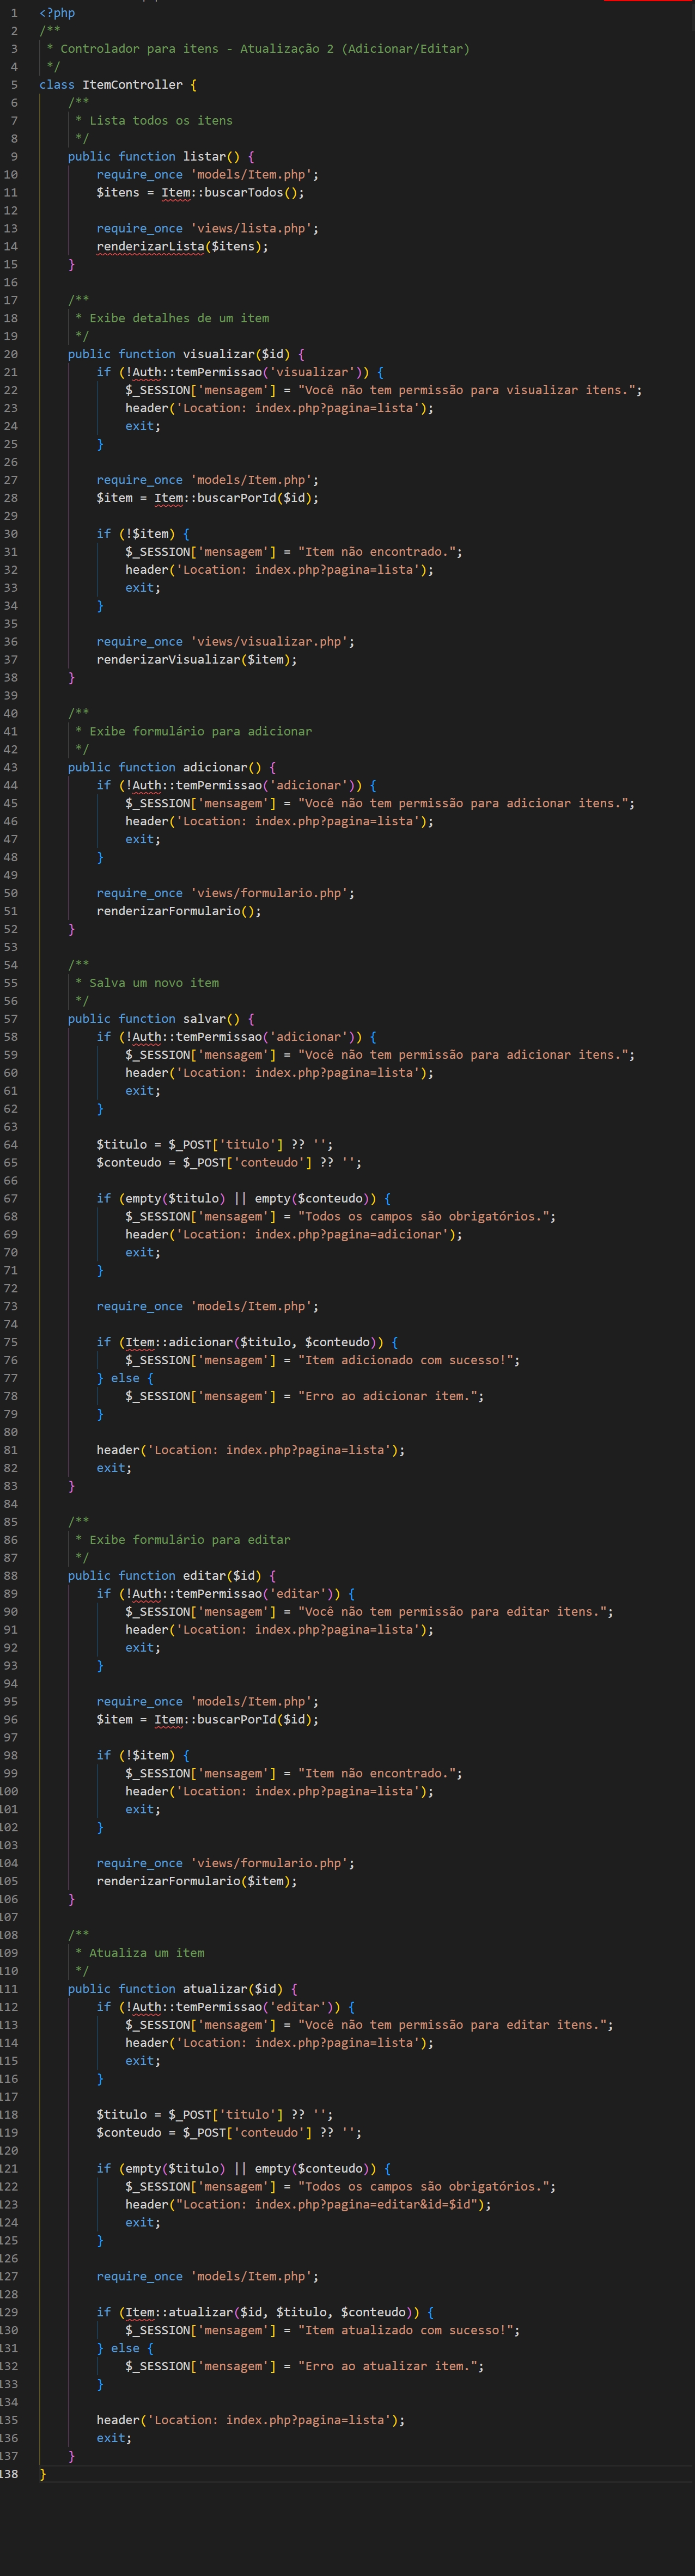 1 <?php
2 /**
3  * Controlador para itens - Atualização 2 (Adicionar/Editar)
4  */
5 class ItemController {
6     /**
7      * Lista todos os itens
8      */
9     public function listar() {
10         require_once 'models/Item.php';
11         $itens = Item::buscarTodos();
12
13         require_once 'views/lista.php';
14         renderizarLista($itens);
15     }
16
17     /**
18      * Exibe detalhes de um item
19      */
20     public function visualizar($id) {
21         if (!Auth::temPermissao('visualizar')) {
22             $_SESSION['mensagem'] = "Você não tem permissão para visualizar itens.";
23             header('Location: index.php?pagina=lista');
24             exit;
25         }
26
27         require_once 'models/Item.php';
28         $item = Item::buscarPorId($id);
29
30         if (!$item) {
31             $_SESSION['mensagem'] = "Item não encontrado.";
32             header('Location: index.php?pagina=lista');
33             exit;
34         }
35
36         require_once 'views/visualizar.php';
37         renderizarVisualizar($item);
38     }
39
40     /**
41      * Exibe formulário para adicionar
42      */
43     public function adicionar() {
44         if (!Auth::temPermissao('adicionar')) {
45             $_SESSION['mensagem'] = "Você não tem permissão para adicionar itens.";
46             header('Location: index.php?pagina=lista');
47             exit;
48         }
49
50         require_once 'views/formulario.php';
51         renderizarFormulario();
52     }
53
54     /**
55      * Salva um novo item
56      */
57     public function salvar() {
58         if (!Auth::temPermissao('adicionar')) {
59             $_SESSION['mensagem'] = "Você não tem permissão para adicionar itens.";
60             header('Location: index.php?pagina=lista');
61             exit;
62         }
63
64         $titulo = $_POST['titulo'] ?? '';
65         $conteudo = $_POST['conteudo'] ?? '';
66
67         if (empty($titulo) || empty($conteudo)) {
68             $_SESSION['mensagem'] = "Todos os campos são obrigatórios.";
69             header('Location: index.php?pagina=adicionar');
70             exit;
71         }
72
73         require_once 'models/Item.php';
74
75         if (Item::adicionar($titulo, $conteudo)) {
76             $_SESSION['mensagem'] = "Item adicionado com sucesso!";
77         } else {
78             $_SESSION['mensagem'] = "Erro ao adicionar item.";
79         }
80
81         header('Location: index.php?pagina=lista');
82         exit;
83     }
84
85     /**
86      * Exibe formulário para editar
87      */
88     public function editar($id) {
89         if (!Auth::temPermissao('editar')) {
90             $_SESSION['mensagem'] = "Você não tem permissão para editar itens.";
91             header('Location: index.php?pagina=lista');
92             exit;
93         }
94
95         require_once 'models/Item.php';
96         $item = Item::buscarPorId($id);
97
98         if (!$item) {
99             $_SESSION['mensagem'] = "Item não encontrado.";
100             header('Location: index.php?pagina=lista');
101             exit;
102         }
103
104         require_once 'views/formulario.php';
105         renderizarFormulario($item);
106     }
107
108     /**
109      * Atualiza um item
110      */
111     public function atualizar($id) {
112         if (!Auth::temPermissao('editar')) {
113             $_SESSION['mensagem'] = "Você não tem permissão para editar itens.";
114             header('Location: index.php?pagina=lista');
115             exit;
116         }
117
118         $titulo = $_POST['titulo'] ?? '';
119         $conteudo = $_POST['conteudo'] ?? '';
120
121         if (empty($titulo) || empty($conteudo)) {
122             $_SESSION['mensagem'] = "Todos os campos são obrigatórios.";
123             header("Location: index.php?pagina=editar&id=$id");
124             exit;
125         }
126
127         require_once 'models/Item.php';
128
129         if (Item::atualizar($id, $titulo, $conteudo)) {
130             $_SESSION['mensagem'] = "Item atualizado com sucesso!";
131         } else {
132             $_SESSION['mensagem'] = "Erro ao atualizar item.";
133         }
134
135         header('Location: index.php?pagina=lista');
136         exit;
137     }
138 }